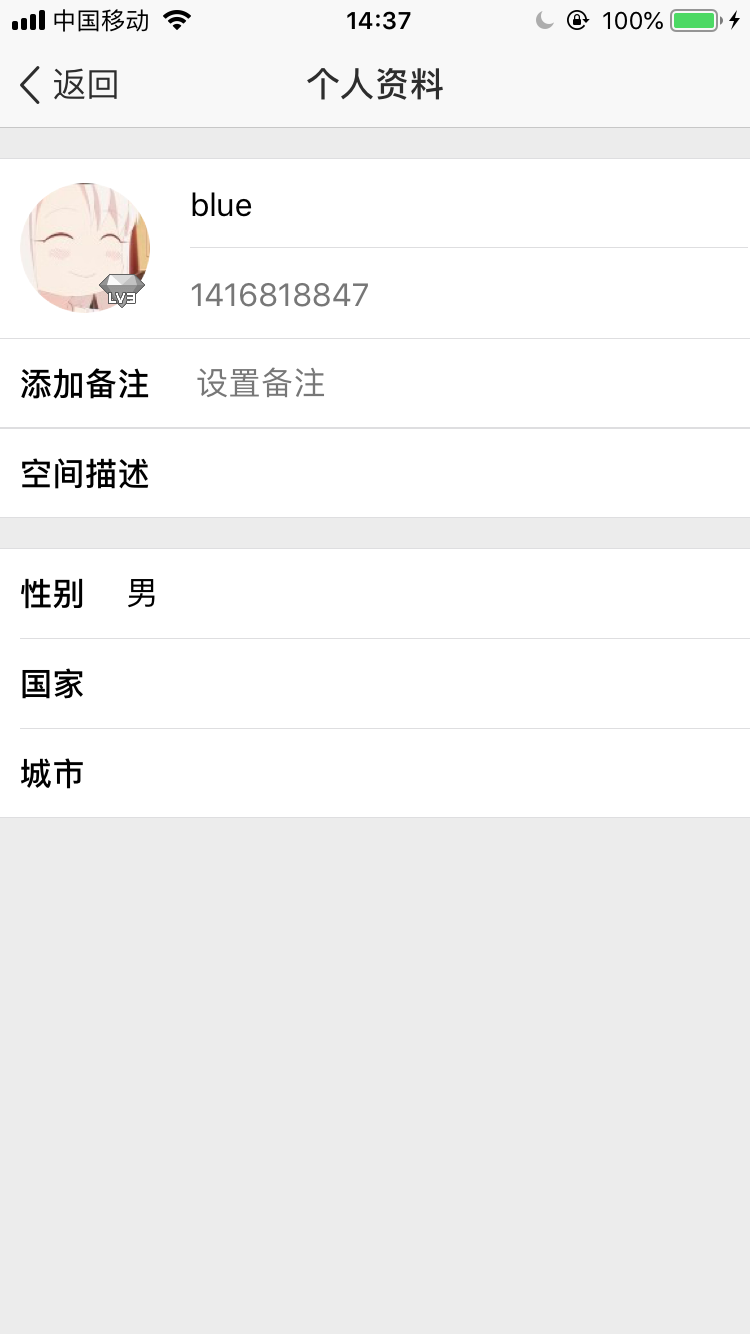 中国移动 14:37 100%
返回 个人资料
blue
LV3
1416818847
添加备注 设置备注
空间描述
性别 男
国家
城市